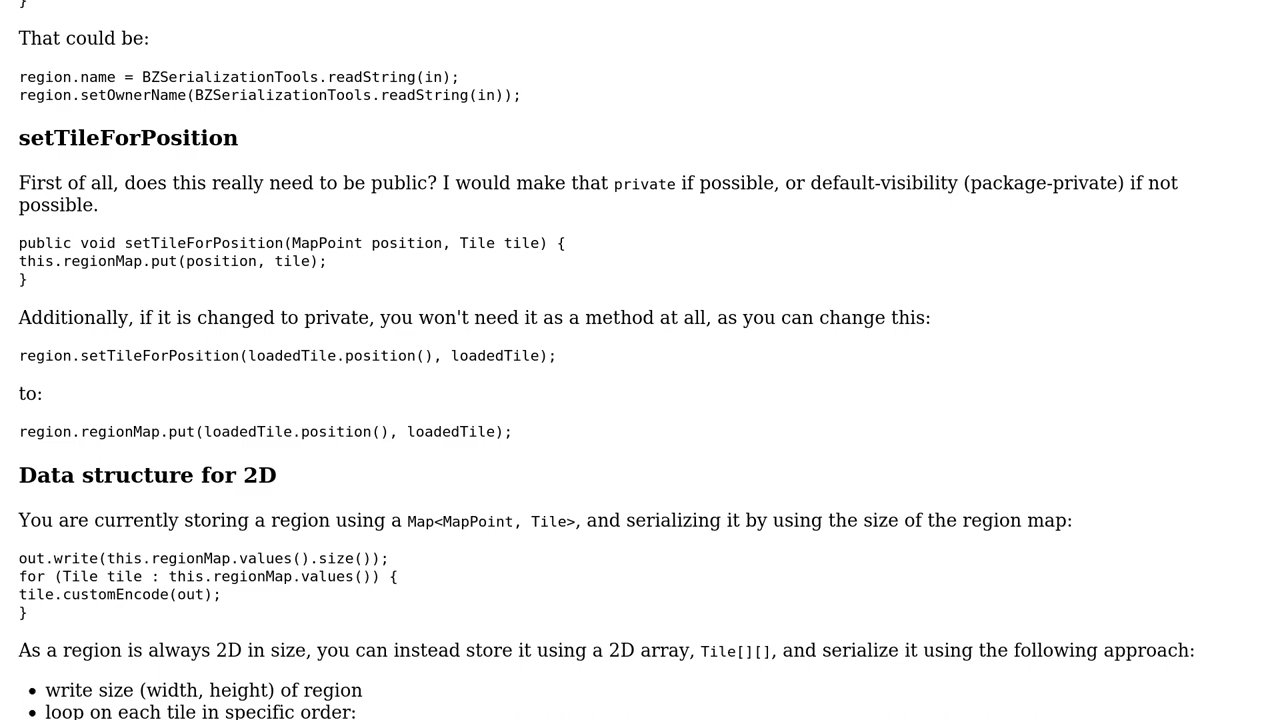 }
That could be:
region.name = BZSerializationTools.readString(in);
region.setOwnerName(BZSerializationTools.readString(in));
setTileForPosition
First of all, does this really need to be public? I would make that private if possible, or default-visibility (package-private) if not
possible.
public void setTileForPosition(MapPoint position, Tile tile) {
this.regionMap.put(position, tile);
}
Additionally, if it is changed to private, you won't need it as a method at all, as you can change this:
region.setTileForPosition(loadedTile.position(), loadedTile);
to:
region.regionMap.put(loadedTile.position(), loadedTile);
Data structure for 2D
You are currently storing a region using a Map<MapPoint, Tile>, and serializing it by using the size of the region map:
out.write(this.regionMap.values().size());
for (Tile tile : this.regionMap.values()) {
tile.customEncode(out);
}
As a region is always 2D in size, you can instead store it using a 2D array, Tile[][], and serialize it using the following approach:
• write size (width, height) of region
• loop on each tile in specific order: